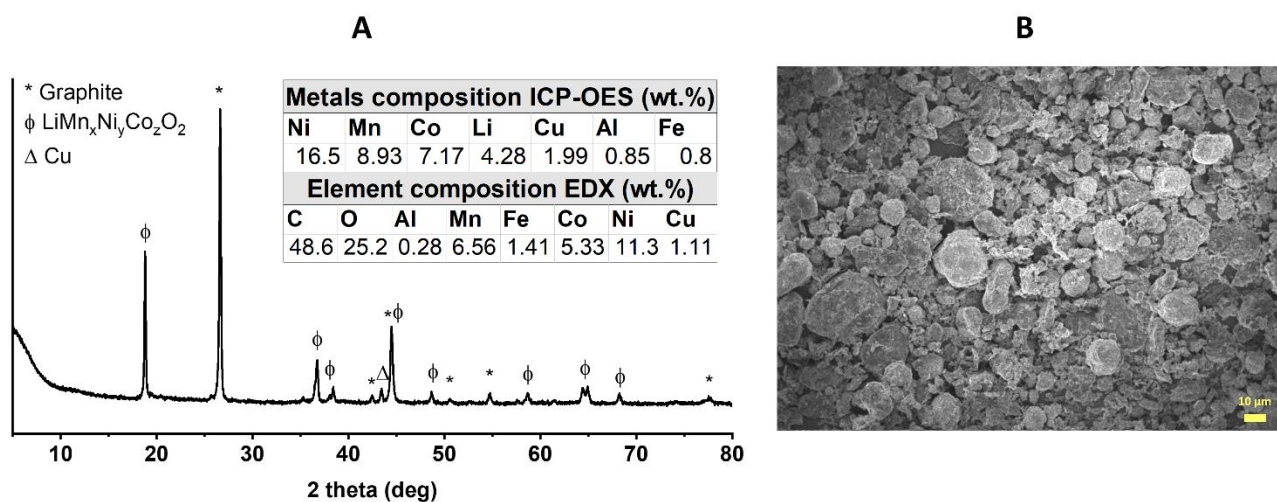 A
B
* Graphite
ϕ LiMnxNiyCozO2
Δ Cu
Metals composition ICP-OES (wt.%)
Ni Mn Co Li Cu Al Fe
16.5 8.93 7.17 4.28 1.99 0.85 0.8
Element composition EDX (wt.%)
C O Al Mn Fe Co Ni Cu
48.6 25.2 0.28 6.56 1.41 5.33 11.3 1.11
ϕ
*
ϕ
ϕ
*
Δ
*ϕ
ϕ
*
*
ϕ
ϕ
ϕ
*
10 20 30 40 50 60 70 80
2 theta (deg)
10 µm